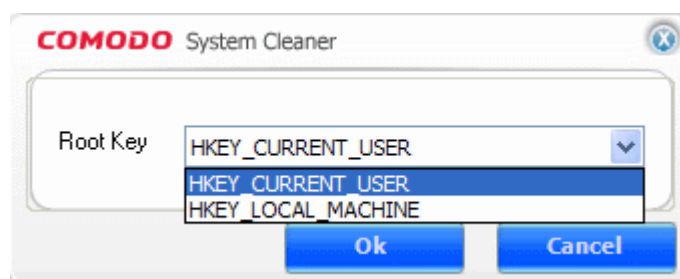 COMODO System Cleaner
Root Key HKEY_CURRENT_USER
HKEY_CURRENT_USER
HKEY_LOCAL_MACHINE
Ok Cancel